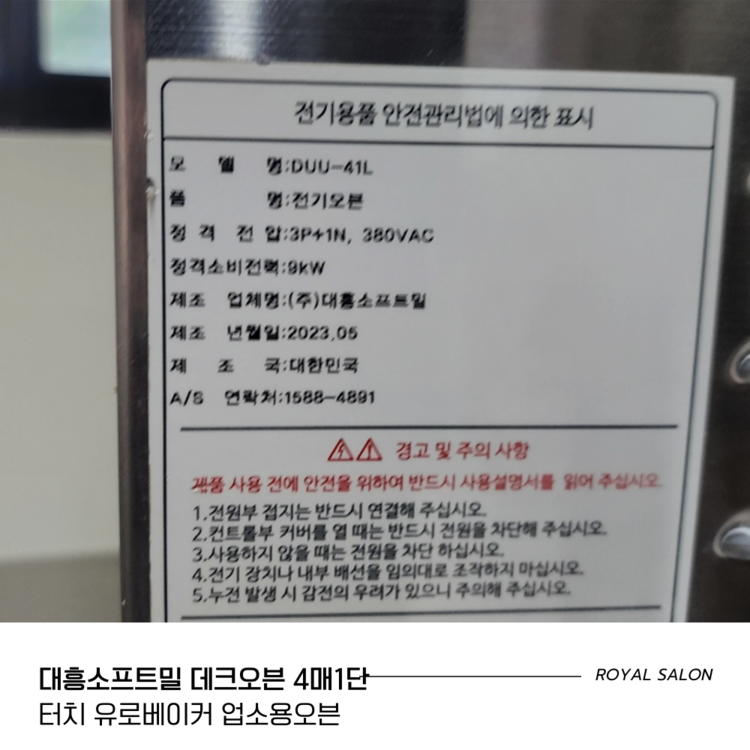 전기용품 안전관리법에 의한 표시
모 델 명:DUU-41L
품 명:전기오븐
정 격 전 압:3P+1N, 380VAC
정격소비전력:9kW
제조 업체명:(주)대흥소프트밀
제조 년월일:2023.05
제 조 국:대한민국
A/S 연락처:1588-4891
경고 및 주의 사항
제품 사용 전에 안전을 위하여 반드시 사용설명서를 읽어 주십시오.
1.전원부 접지는 반드시 연결해 주십시오.
2.컨트롤부 커버를 열 때는 반드시 전원을 차단해 주십시오.
3.사용하지 않을 때는 전원을 차단 하십시오.
4.전기 장치나 내부 배선을 임의대로 조작하지 마십시오.
5.누전 발생 시 감전의 우려가 있으니 주의해 주십시오.
대흥소프트밀 데크오븐 4매1단
ROYAL SALON
터치 유로베이커 업소용오븐